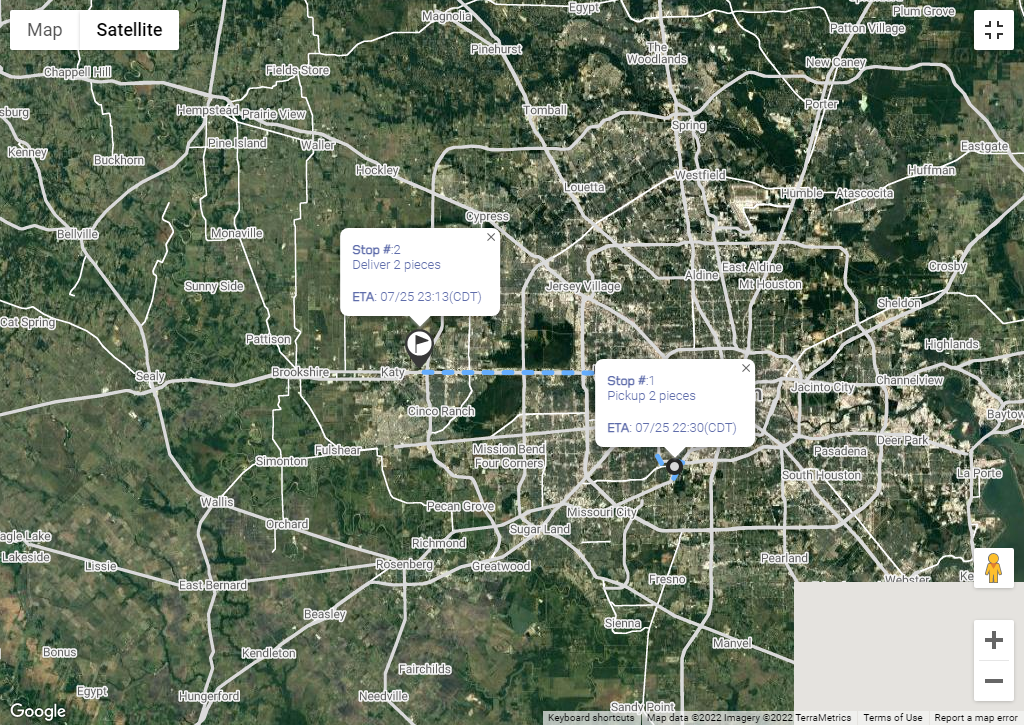 Map
Satellite
Magnolia
Egypt
Plum Grove
Patton Village
Pinehurst
The
Woodlands
New Caney
Chappell Hill
Fields Store
Hempstead
Prairie View
Tomball
Porter
Kenney
Pine Island
Waller
Spring
Buckhorn
Eastgate
Hockley
Louetta
Westfield
Huffman
Humble
Atascocita
Cypress
Bellville
Monaville
Stop #:2
Deliver 2 pieces
ETA: 07/25 23:13(CDT)
Sunny Side
Jersey Village
Aldine
East Aldine
Mt Houston
Crosby
Sheldon
Cat Spring
Pattison
Highlands
Sealy
Brookshire
Katy
Stop #:1
Pickup 2 pieces
ETA: 07/25 22:30(CDT)
Jacinto City
Channelview
Cinco Ranch
Baytow
Fulshear
Mission Bend
Four Corners
Deer Park
Pasadena
Simonton
South Houston
La Porte
Wallis
Pecan Grove
Missouri City
Orchard
Sugar Land
agle Lake
Lakeside
Richmond
Lissie
Rosenberg
Greatwood
Pearland
East Bernard
Fresno
Webster
Ke
Beasley
Sienna
Manvel
Bonus
Kendleton
Fairchilds
Egypt
Hungerford
Needville
Sandy Point
Google
Keyboard shortcuts
Map data ©2022 Imagery ©2022 TerraMetrics
Terms of Use
Report a map error